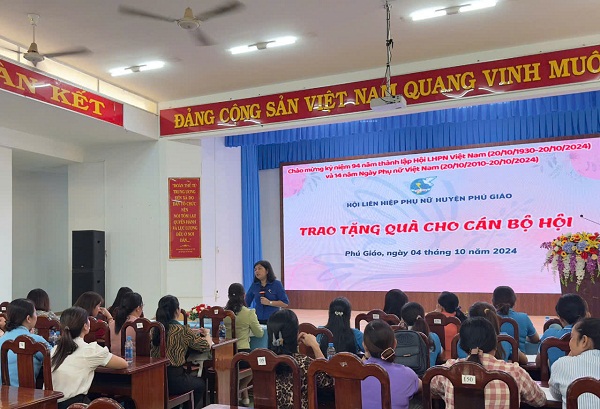 ÀN KẾT
ĐẢNG CỘNG SẢN VIỆT NAM QUANG VINH MUÔ
Chào mừng kỷ niệm 94 năm thành lập Hội LHPN Việt Nam (20/10/1930-20/10/2024)
và 14 năm Ngày Phụ nữ Việt Nam (20/10/2010-20/10/2024)
HỘI LIÊN HIỆP PHỤ NỮ HUYỆN PHÚ GIÁO
TRAO TẶNG QUÀ CHO CÁN BỘ HỘI
Phú Giáo, ngày 04 tháng 10 năm 2024
190